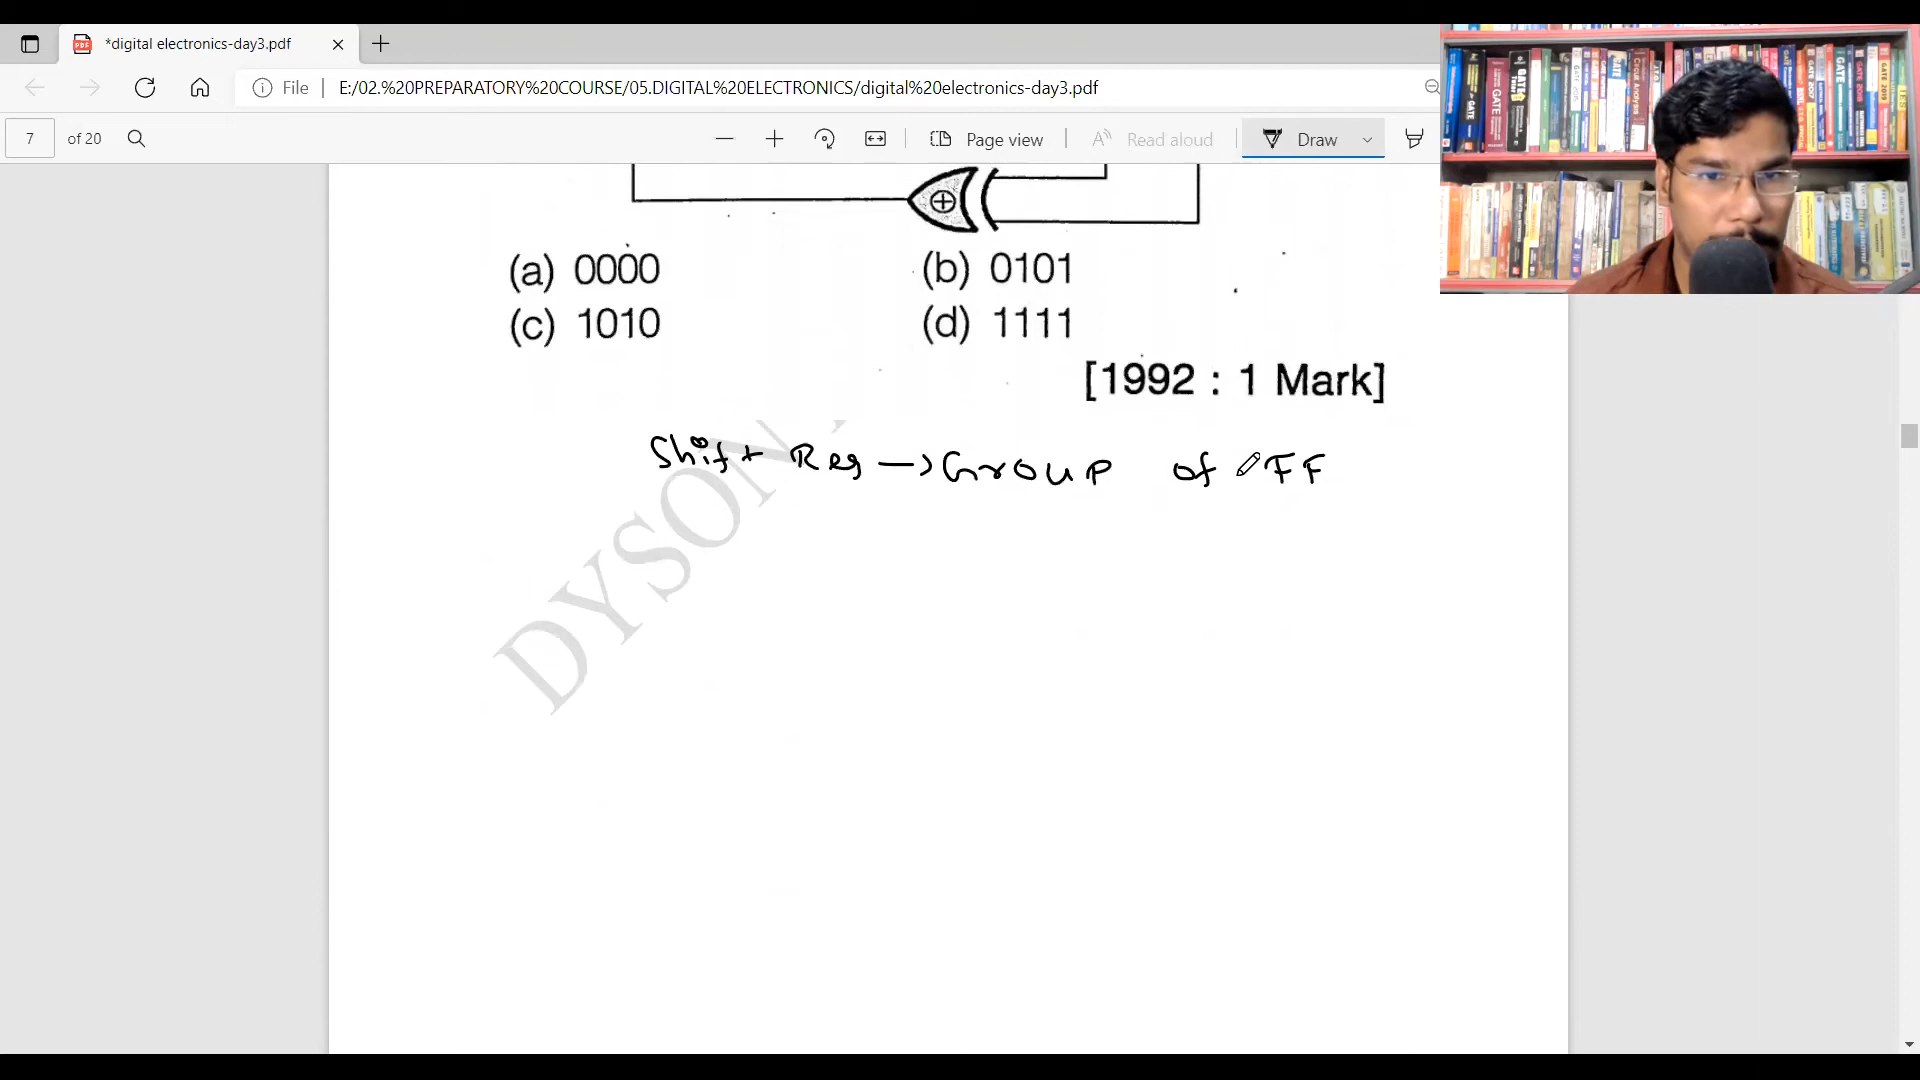 *digital electronics-day3.pdf
File E:/02.%20PREPARATORY%20COURSE/05.DIGITAL%20ELECTRONICS/digital%20electronics-day3.pdf
7 of 20 Page view Read aloud Draw
(a) 0000 (b) 0101
(c) 1010 (d) 1111
[1992 : 1 Mark]
Shift Reg → Group of FF
DYSON